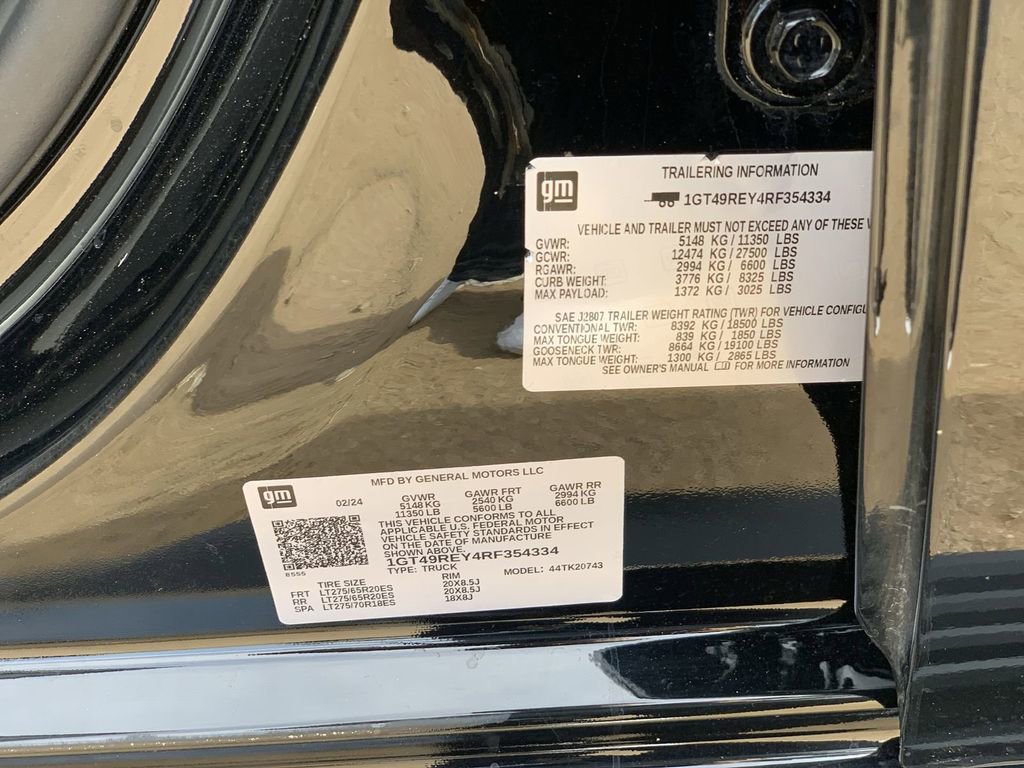 gm
TRAILERING INFORMATION
1GT49REY4RF354334
VEHICLE AND TRAILER MUST NOT EXCEED ANY OF THESE
GVWR: 5148 KG / 11350 LBS
GCWR: 12474 KG / 27500 LBS
RGAWR: 2994 KG / 6600 LBS
CURB WEIGHT: 3776 KG / 8325 LBS
MAX PAYLOAD: 1372 KG / 3025 LBS
SAE J2807 TRAILER WEIGHT RATING (TWR) FOR VEHICLE CONFIGU
CONVENTIONAL TWR: 8392 KG / 18500 LBS
MAX TONGUE WEIGHT: 839 KG / 1850 LBS
GOOSENECK TWR: 8664 KG / 19100 LBS
MAX TONGUE WEIGHT: 1300 KG / 2865 LBS
SEE OWNER'S MANUAL FOR MORE INFORMATION
gm
MFD BY GENERAL MOTORS LLC
02/24 GVWR GAWR FRT GAWR RR
5148 KG 2540 KG 2994 KG
11350 LB 5600 LB 6600 LB
THIS VEHICLE CONFORMS TO ALL
APPLICABLE U.S. FEDERAL MOTOR
VEHICLE SAFETY STANDARDS IN EFFECT
ON THE DATE OF MANUFACTURE
SHOWN ABOVE.
1GT49REY4RF354334
TYPE: TRUCK MODEL: 44TK20743
TIRE SIZE RIM
FRT LT275/65R20ES 20X8.5J
RR LT275/65R20ES 20X8.5J
SPA LT275/70R18ES 18X8J